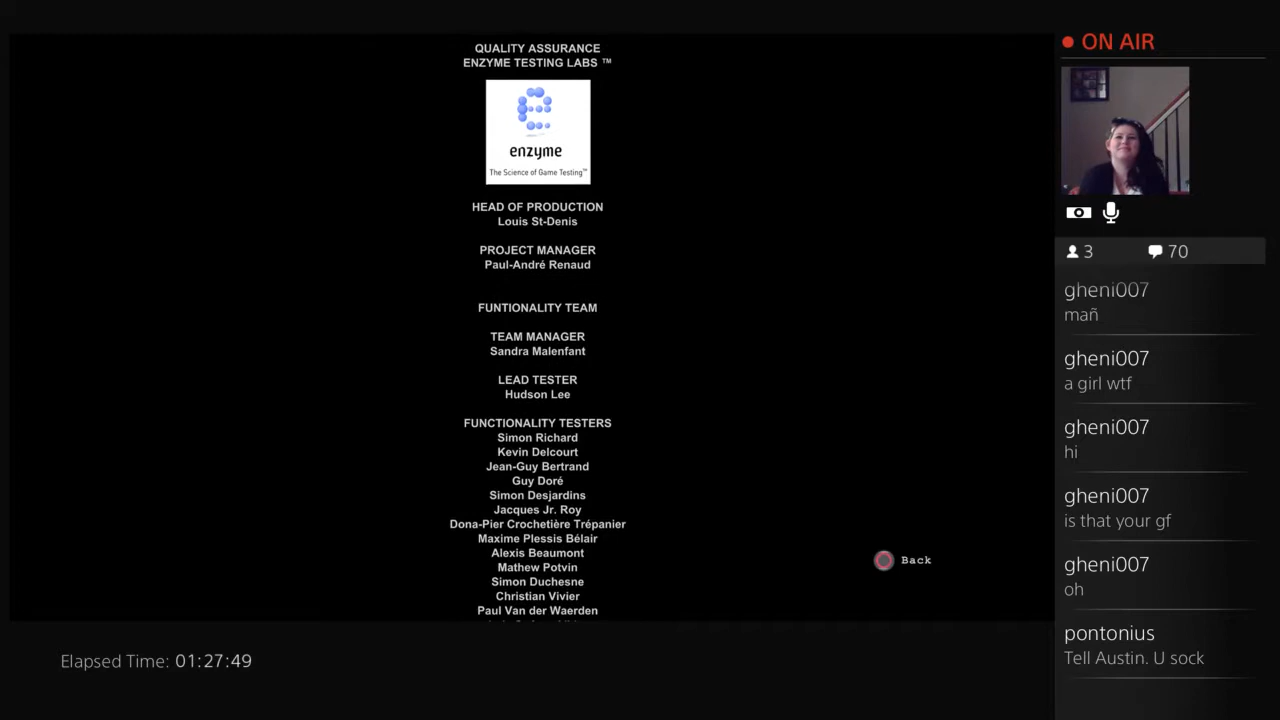 QUALITY ASSURANCE
ENZYME TESTING LABS ™
enzyme
The Science of Game Testing™
HEAD OF PRODUCTION
Louis St-Denis
PROJECT MANAGER
Paul-André Renaud
FUNTIONALITY TEAM
TEAM MANAGER
Sandra Malenfant
LEAD TESTER
Hudson Lee
FUNCTIONALITY TESTERS
Simon Richard
Kevin Delcourt
Jean-Guy Bertrand
Guy Doré
Simon Desjardins
Jacques Jr. Roy
Dona-Pier Crochetière Trépanier
Maxime Plessis Bélair
Alexis Beaumont
Mathew Potvin
Simon Duchesne
Christian Vivier
Paul Van der Waerden
Back
Elapsed Time: 01:27:49
ON AIR
3 70
gheni007
mañ
gheni007
a girl wtf
gheni007
hi
gheni007
is that your gf
gheni007
oh
pontonius
Tell Austin. U sock